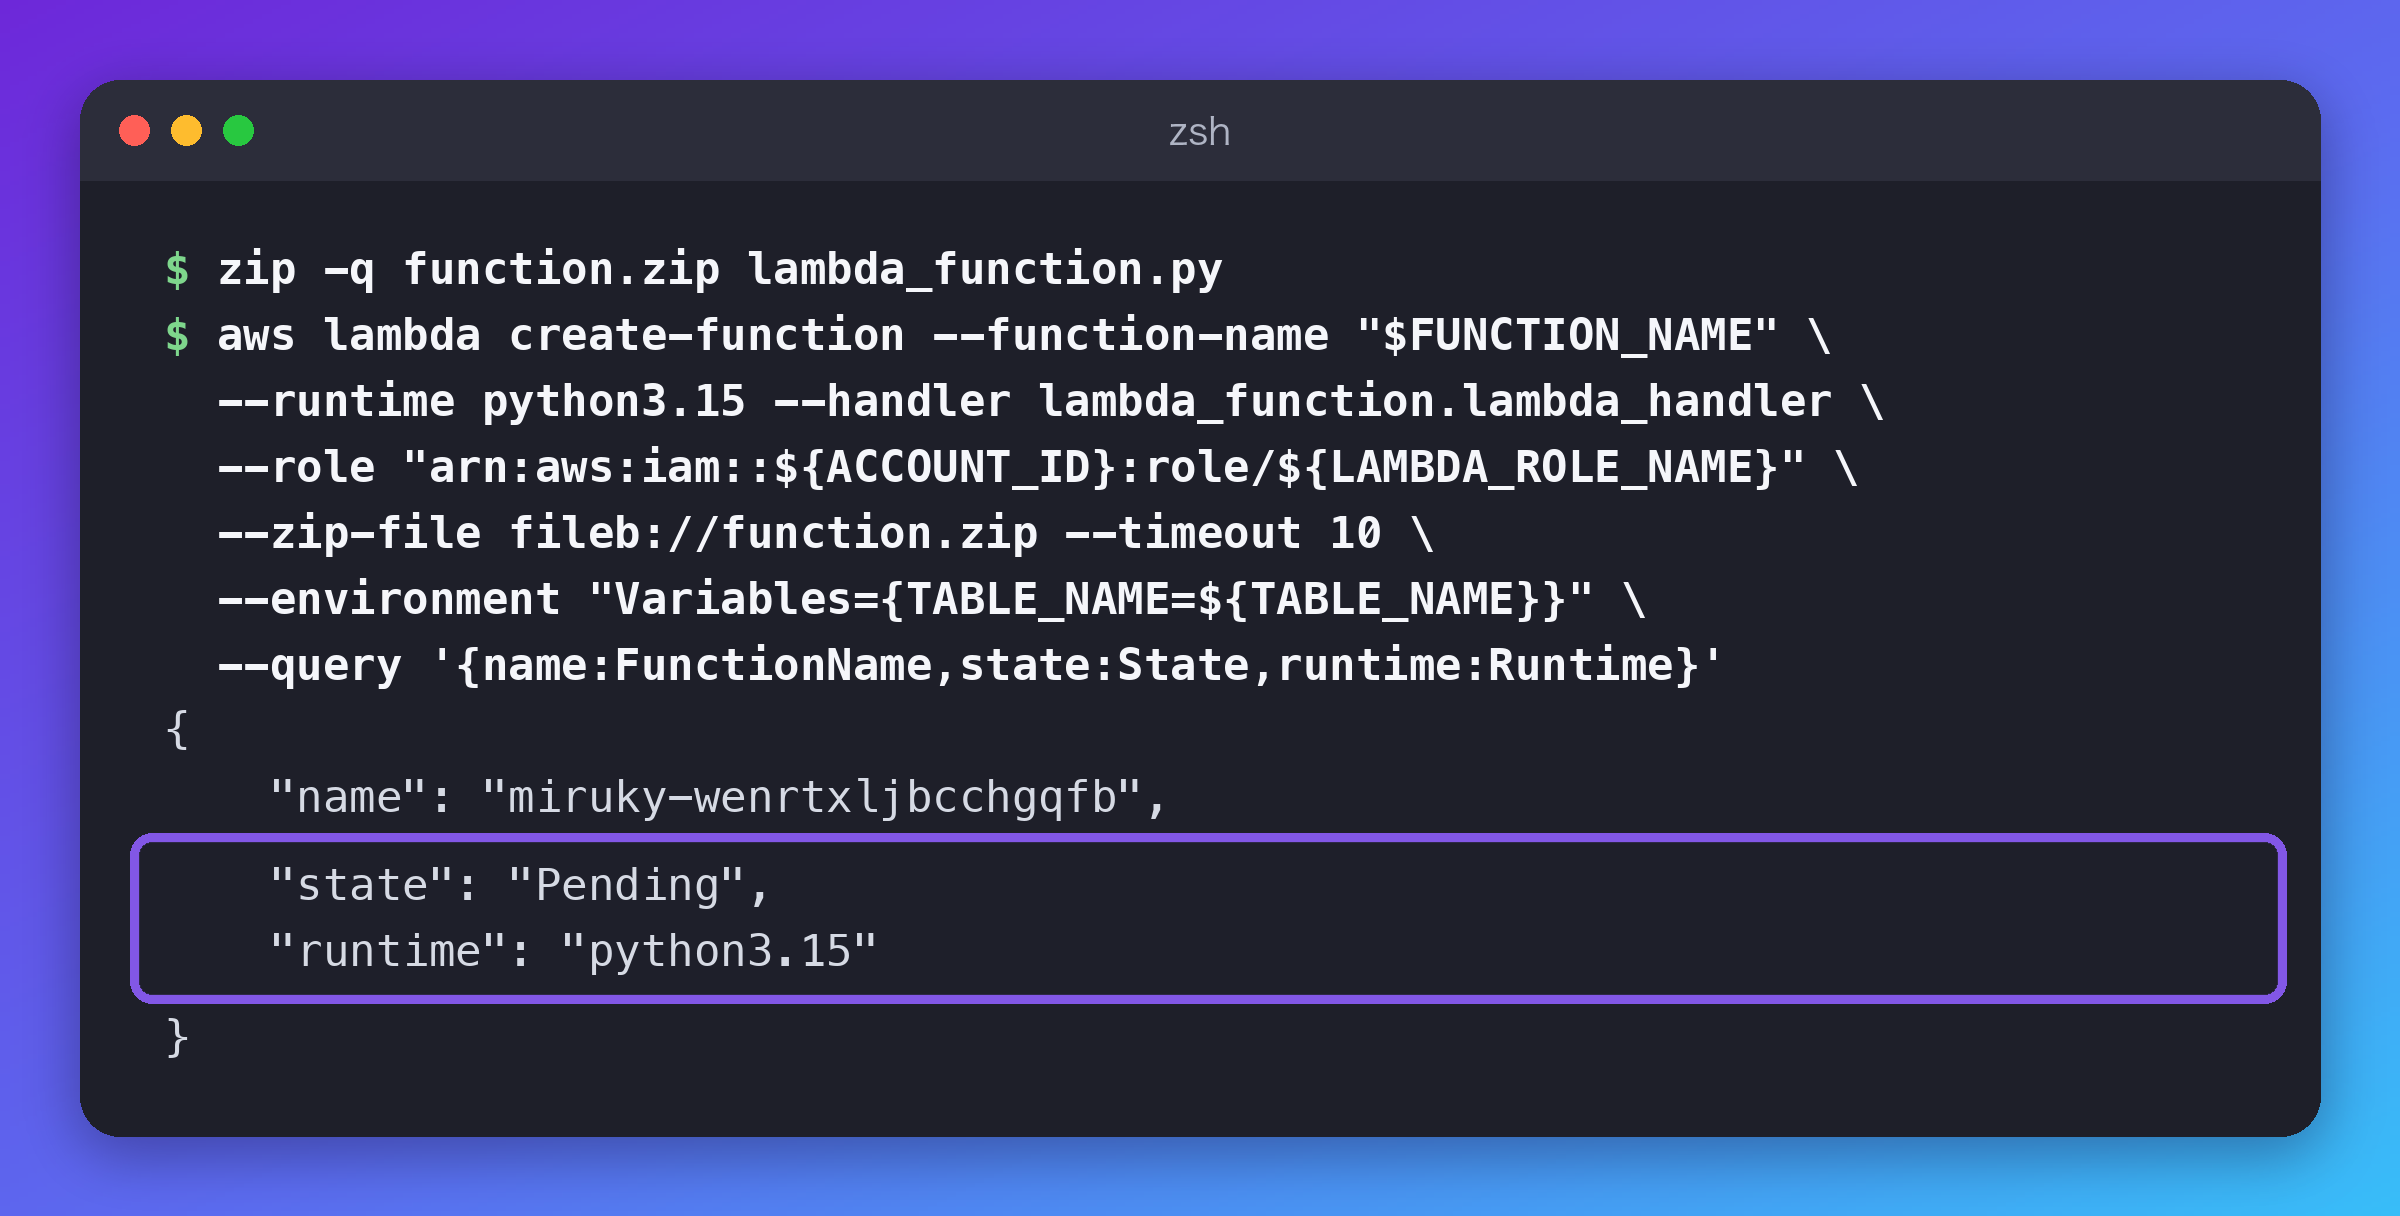 zsh
$ zip -q function.zip lambda_function.py
$ aws lambda create-function --function-name "$FUNCTION_NAME" \
  --runtime python3.15 --handler lambda_function.lambda_handler \
  --role "arn:aws:iam::${ACCOUNT_ID}:role/${LAMBDA_ROLE_NAME}" \
  --zip-file fileb://function.zip --timeout 10 \
  --environment "Variables={TABLE_NAME=${TABLE_NAME}}" \
  --query '{name:FunctionName,state:State,runtime:Runtime}'
{
    "name": "miruky-wenrtxljbcchgqfb",
    "state": "Pending",
    "runtime": "python3.15"
}